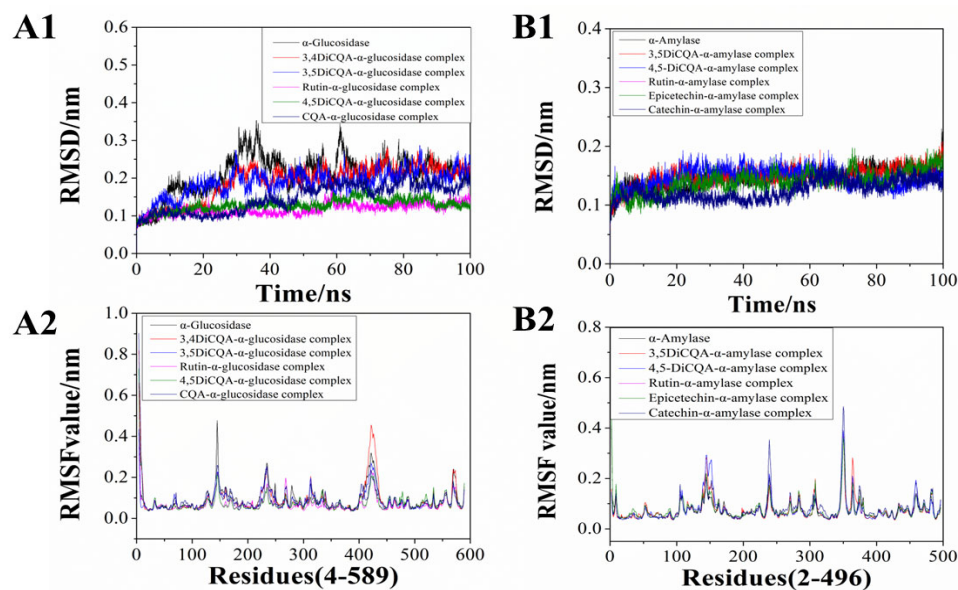 A1
RMSD/nm
0.6
0.5
0.4
0.3
0.2
0.1
0.0
α-Glucosidase
3,4DiCQA-α-glucosidase complex
3,5DiCQA-α-glucosidase complex
Rutin-α-glucosidase complex
4,5DiCQA-α-glucosidase complex
CQA-α-glucosidase complex
0 20 40 60 80 100
Time/ns
B1
RMSD/nm
0.4
0.3
0.2
0.1
0.0
α-Amylase
3,5DiCQA-α-amylase complex
4,5-DiCQA-α-amylase complex
Rutin-α-amylase complex
Epicetechin-α-amylase complex
Catechin-α-amylase complex
0 20 40 60 80 100
Time/ns
A2
RMSFvalue/nm
1.0
0.8
0.6
0.4
0.2
0.0
α-Glucosidase
3,4DiCQA-α-glucosidase complex
3,5DiCQA-α-glucosidase complex
Rutin-α-glucosidase complex
4,5DiCQA-α-glucosidase complex
CQA-α-glucosidase complex
0 100 200 300 400 500 600
Residues(4-589)
B2
RMSF value/nm
0.8
0.6
0.4
0.2
0.0
α-Amylase
3,5DiCQA-α-amylase complex
4,5-DiCQA-α-amylase complex
Rutin-α-amylase complex
Epicetechin-α-amylase complex
Catechin-α-amylase complex
0 100 200 300 400 500
Residues(2-496)